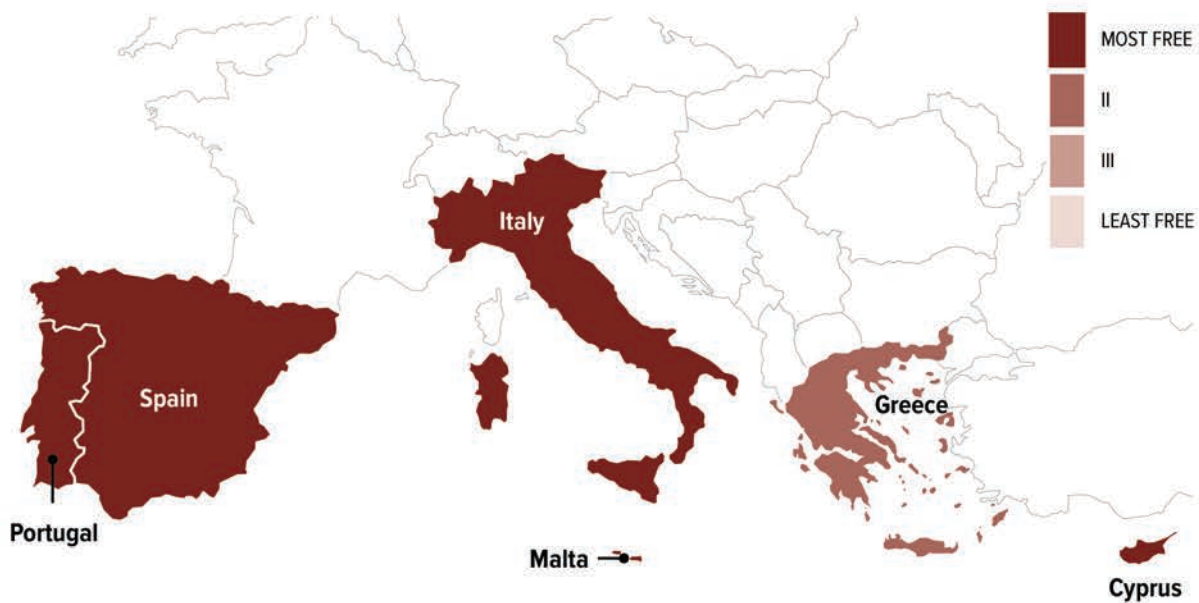 MOST FREE
II
III
LEAST FREE
Italy
Spain
Greece
Portugal
Malta
Cyprus